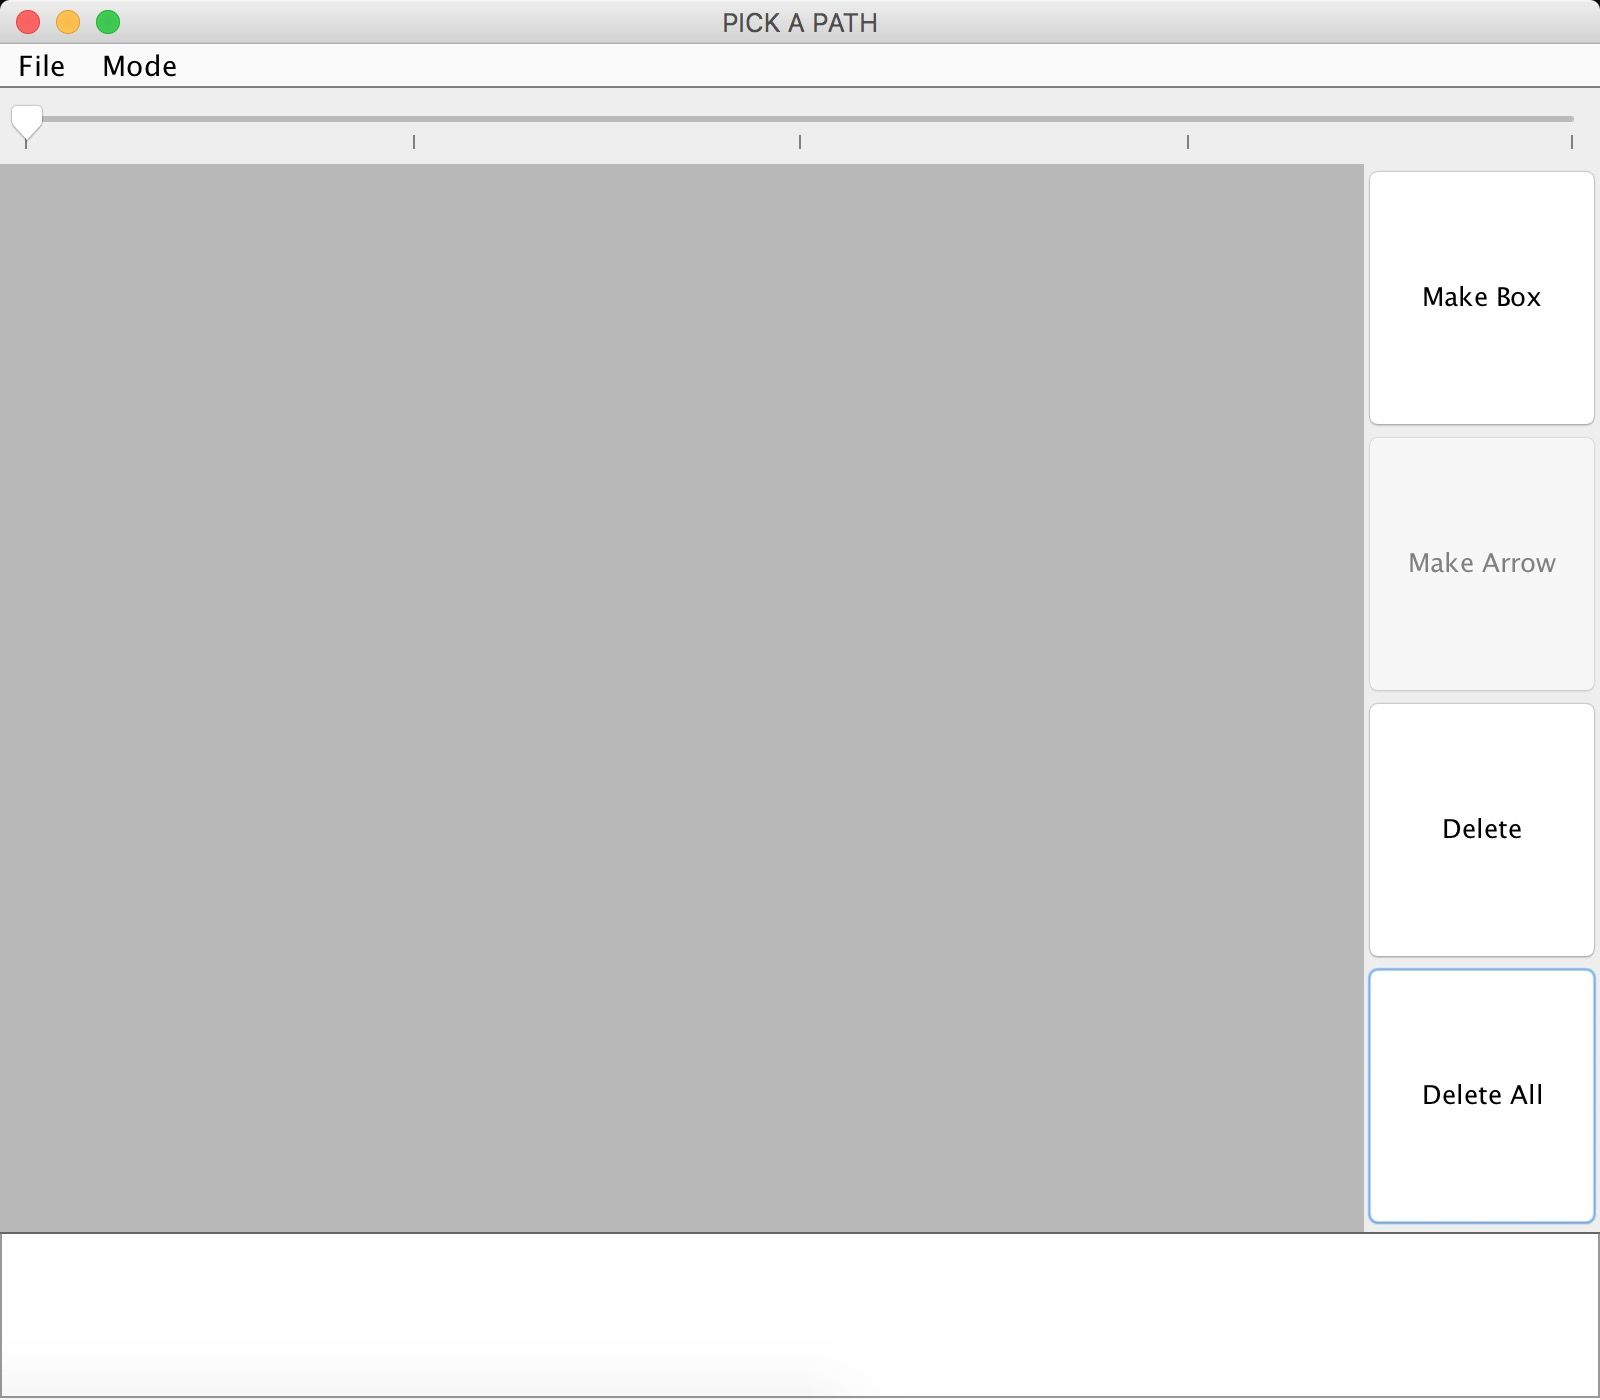 PICK A PATH
File Mode
Make Box
Make Arrow
Delete
Delete All